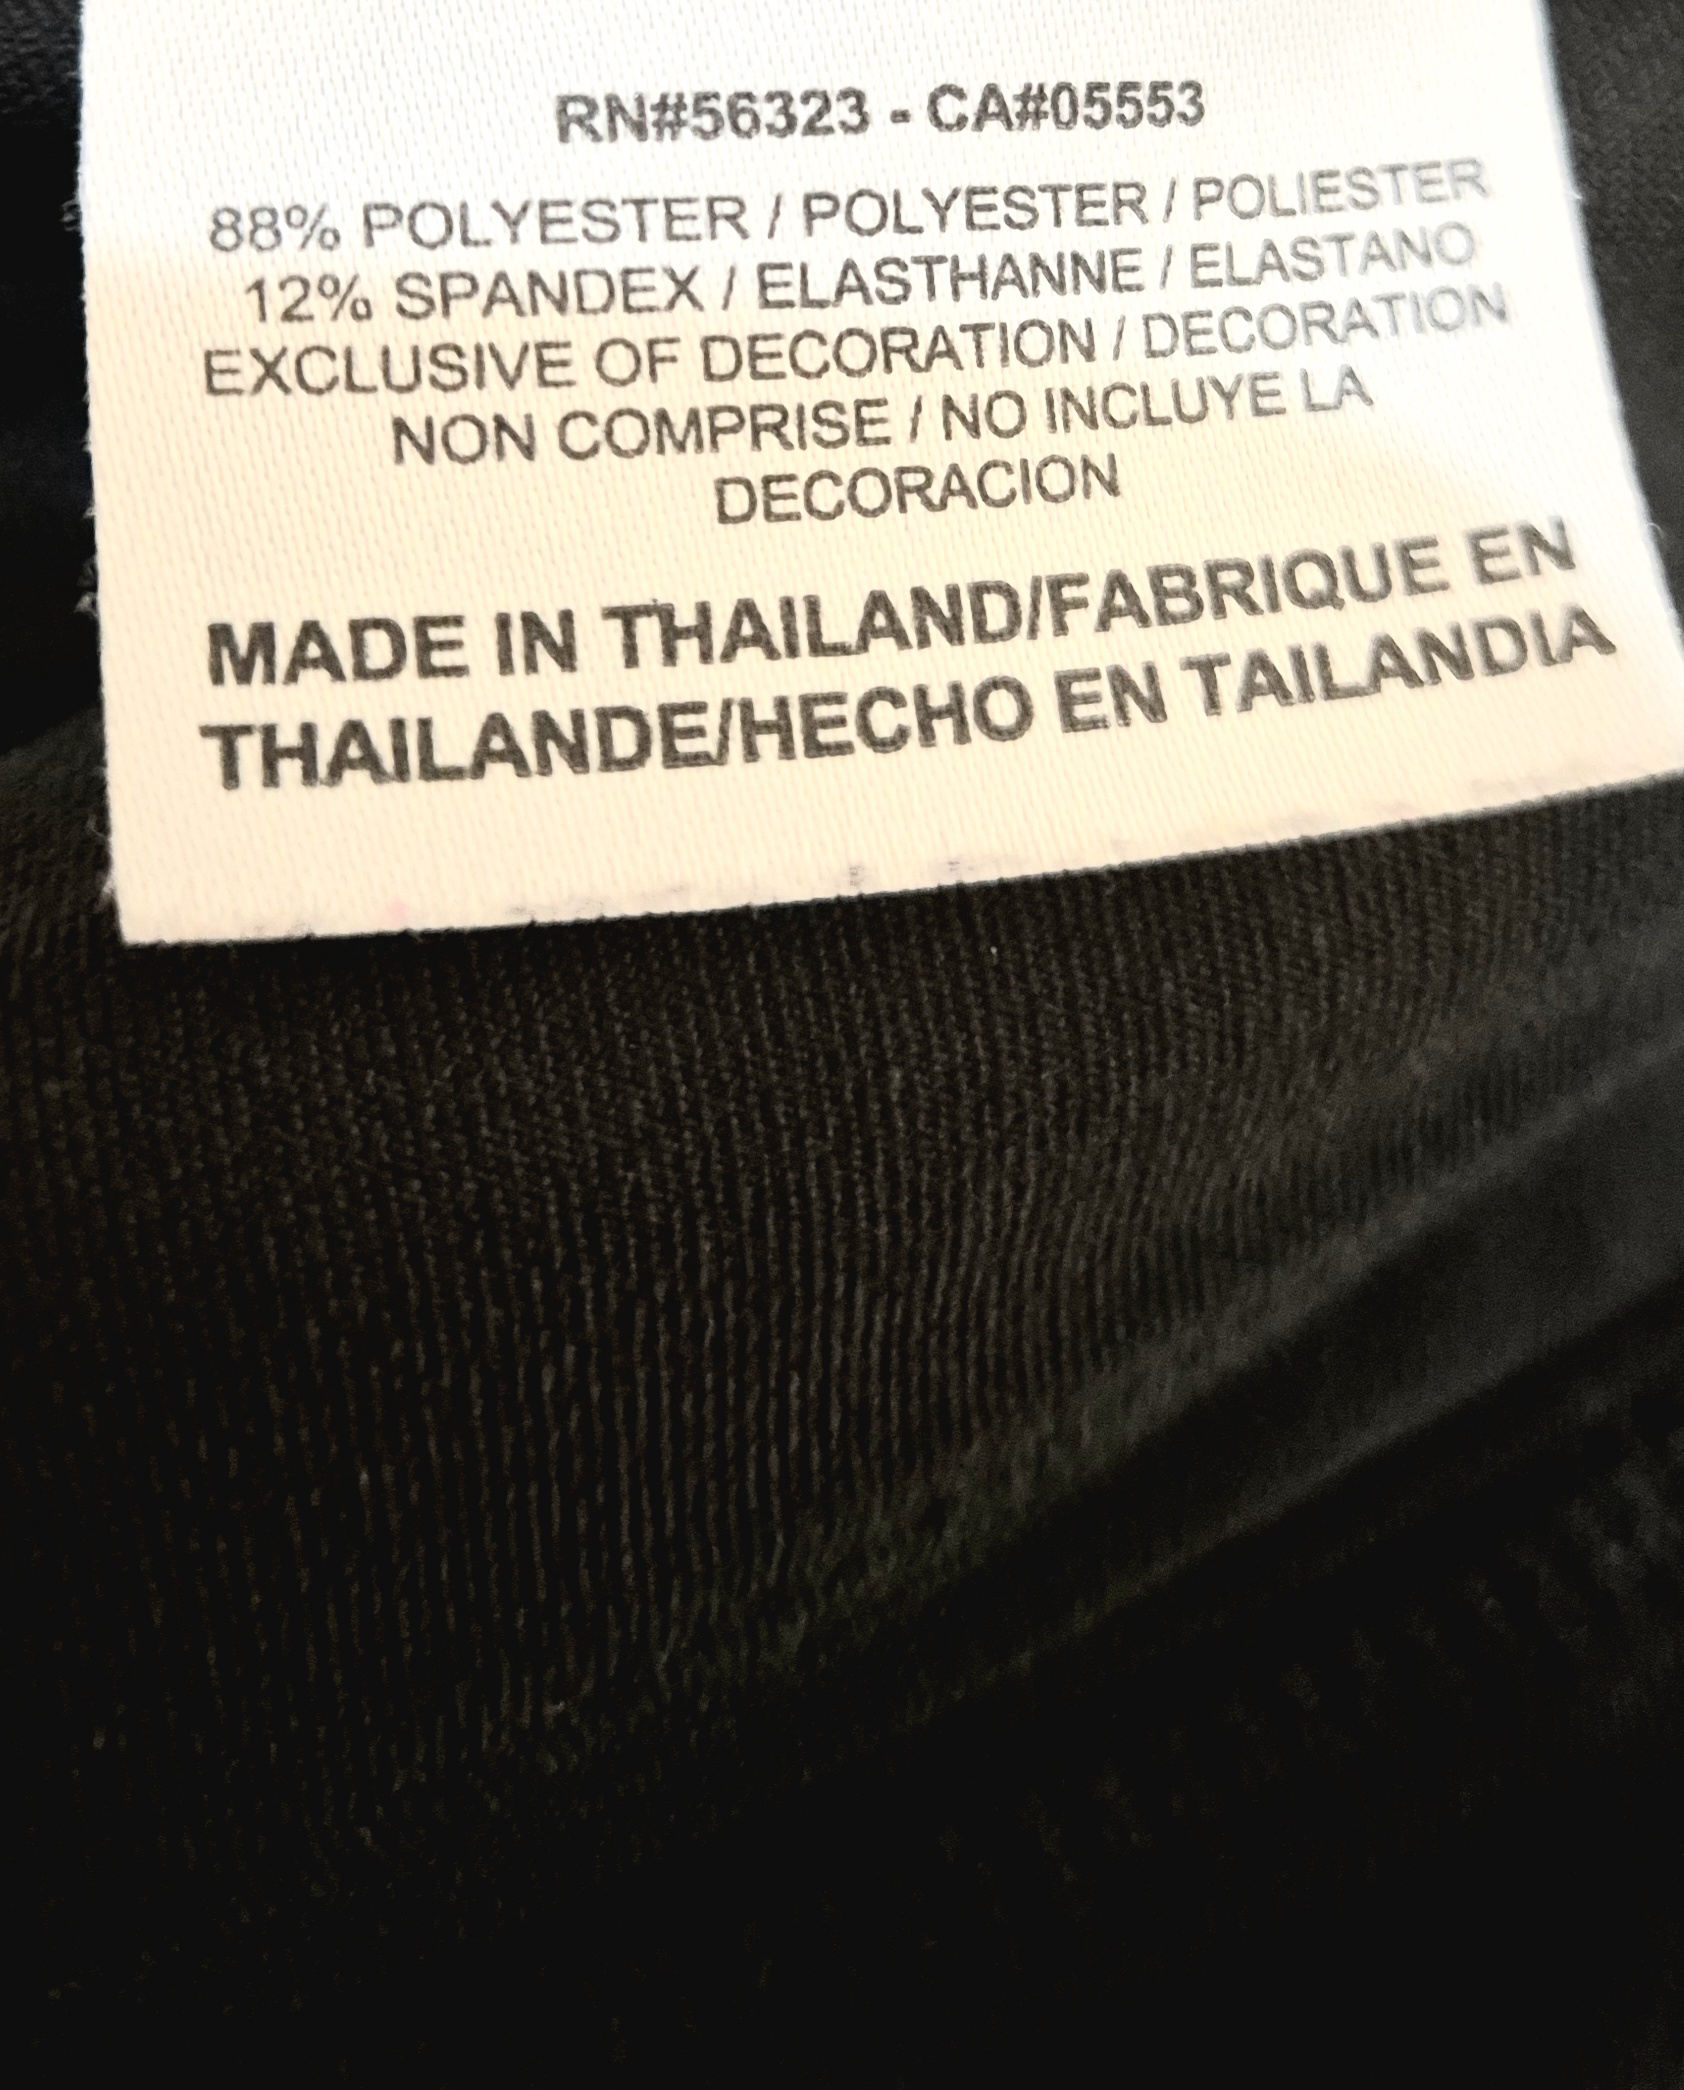 RN#56323 - CA#05553
88% POLYESTER / POLYESTER / POLIESTER
12% SPANDEX / ELASTHANNE / ELASTANO
EXCLUSIVE OF DECORATION / DECORATION
NON COMPRISE / NO INCLUYE LA
DECORACION
MADE IN THAILAND/FABRIQUE EN
THAILANDE/HECHO EN TAILANDIA